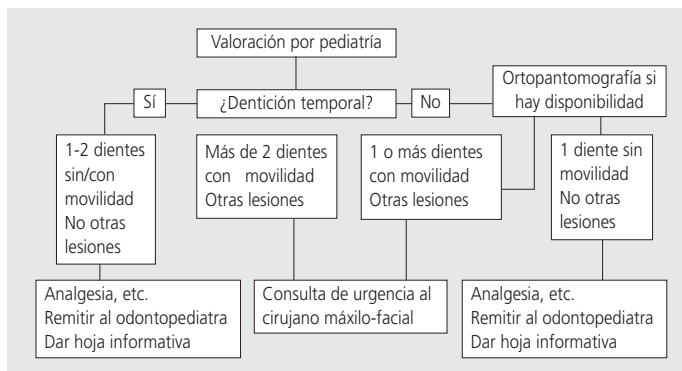 Valoración por pediatría
Sí
¿Dentición temporal?
No
Ortopantomografía si
hay disponibilidad
1-2 dientes
sin/con
movilidad
No otras
lesiones
Más de 2 dientes
con movilidad
Otras lesiones
1 o más dientes
con movilidad
Otras lesiones
1 diente sin
movilidad
No otras
lesiones
Analgesia, etc.
Remitir al odontopediatra
Dar hoja informativa
Consulta de urgencia al
cirujano máxilo-facial
Analgesia, etc.
Remitir al odontopediatra
Dar hoja informativa